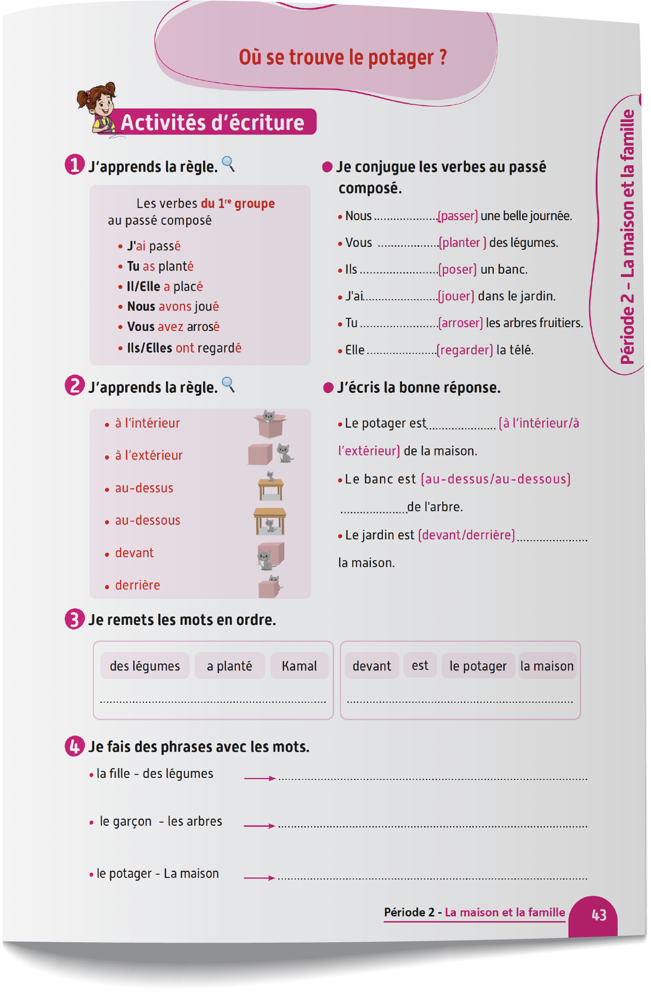 Où se trouve le potager ?
Activités d’écriture
1 J’apprends la règle.
Les verbes du 1re groupe
au passé composé
• J'ai passé
• Tu as planté
• Il/Elle a placé
• Nous avons joué
• Vous avez arrosé
• Ils/Elles ont regardé
Je conjugue les verbes au passé
composé.
• Nous ....................(passer) une belle journée.
• Vous ...................(planter ) des légumes.
• Ils ........................(poser) un banc.
• J'ai.......................(jouer) dans le jardin.
• Tu ........................(arroser) les arbres fruitiers.
• Elle ......................(regarder) la télé.
2 J’apprends la règle.
• à l’intérieur
• à l’extérieur
• au-dessus
• au-dessous
• devant
• derrière
J’écris la bonne réponse.
• Le potager est..................... (à l’intérieur/à
l’extérieur) de la maison.
• Le banc est (au-dessus/au-dessous)
.....................de l'arbre.
• Le jardin est (devant/derrière)......................
la maison.
3 Je remets les mots en ordre.
des légumes a planté Kamal
......................................................................
devant est le potager la maison
......................................................................
4 Je fais des phrases avec les mots.
• la fille - des légumes ................................................................................................
• le garçon - les arbres ................................................................................................
• le potager - La maison ................................................................................................
Période 2 - La maison et la famille
43
Période 2 – La maison et la famille